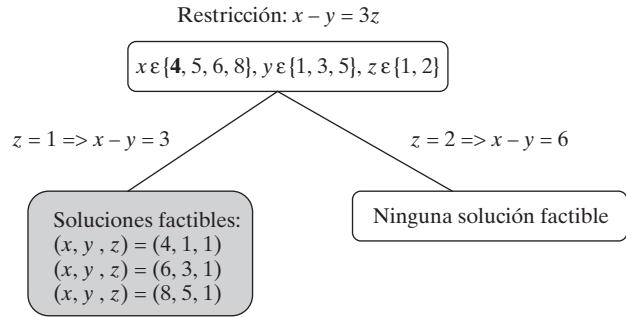 Restricción: x – y = 3z
x ε {4, 5, 6, 8}, y ε {1, 3, 5}, z ε {1, 2}
z = 1 => x – y = 3
z = 2 => x – y = 6
Soluciones factibles:
(x, y , z) = (4, 1, 1)
(x, y , z) = (6, 3, 1)
(x, y , z) = (8, 5, 1)
Ninguna solución factible